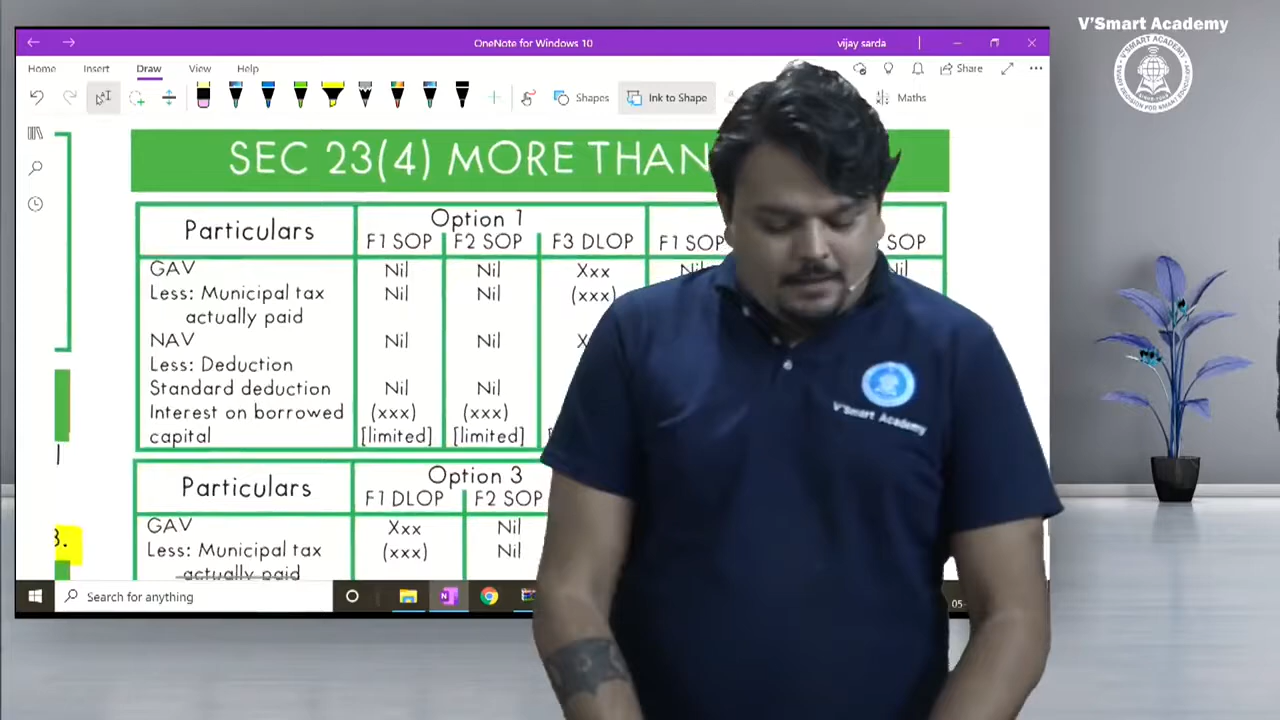 V'Smart Academy
OneNote for Windows 10
vijay sarda
Home Insert Draw View Help
Share
Shapes
Ink to Shape
Maths
SEC 23(4) MORE THAN
Particulars Option 1
F1 SOP F2 SOP F3 DLOP F1 SOP SOP
GAV Nil Nil Xxx Nil Nil
Less: Municipal tax Nil Nil (xxx)
actually paid
NAV Nil Nil X
Less: Deduction
Standard deduction Nil Nil
Interest on borrowed (xxx) (xxx)
capital [limited] [limited]
Particulars Option 3
F1 DLOP F2 SOP
GAV Xxx Nil
Less: Municipal tax (xxx) Nil
actually paid
3.
Search for anything
05-
V'Smart Academy